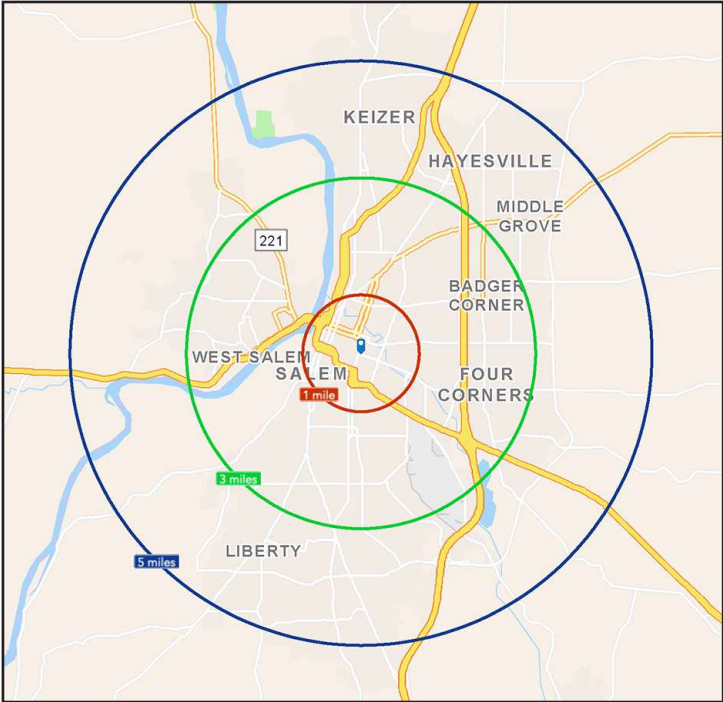 KEIZER
HAYESVILLE
MIDDLE
GROVE
221
BADGER
CORNER
WEST SALEM
SALEM
FOUR
CORNERS
1 mile
3 miles
LIBERTY
5 miles